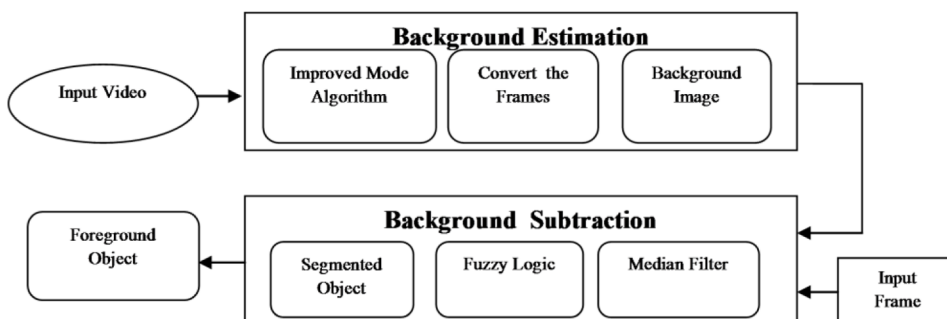 Background Estimation
Input Video
Improved Mode
Algorithm
Convert the
Frames
Background
Image
Background Subtraction
Foreground
Object
Segmented
Object
Fuzzy Logic
Median Filter
Input
Frame